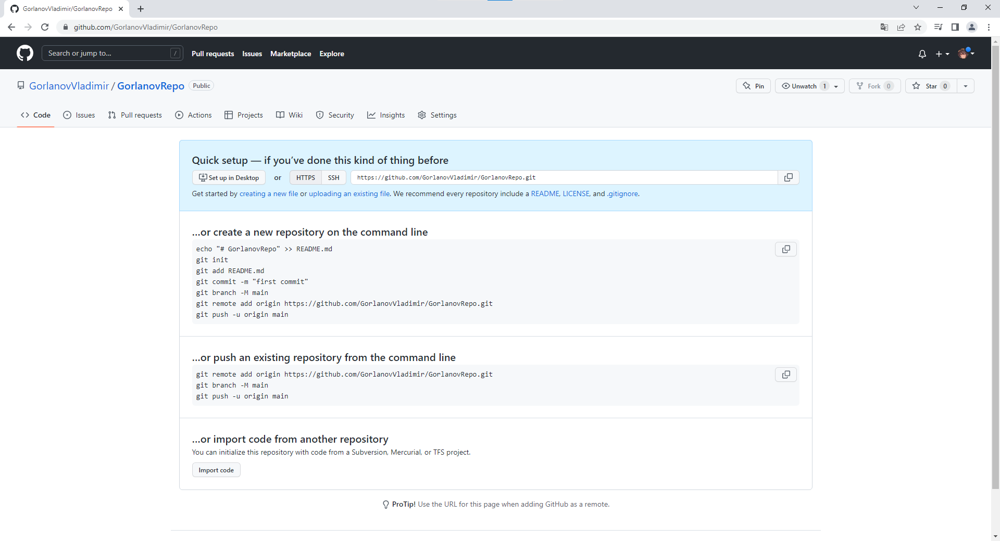 GorlanovVladimir/GorlanovRepo
github.com/GorlanovVladimir/GorlanovRepo
Search or jump to...
/
Pull requests
Issues
Marketplace
Explore
GorlanovVladimir / GorlanovRepo
Public
Pin
Unwatch 1
Fork 0
Star 0
Code
Issues
Pull requests
Actions
Projects
Wiki
Security
Insights
Settings
Quick setup — if you’ve done this kind of thing before
Set up in Desktop
or
HTTPS
SSH
https://github.com/GorlanovVladimir/GorlanovRepo.git
Get started by creating a new file or uploading an existing file. We recommend every repository include a README, LICENSE, and .gitignore.
…or create a new repository on the command line
echo "# GorlanovRepo" >> README.md
git init
git add README.md
git commit -m "first commit"
git branch -M main
git remote add origin https://github.com/GorlanovVladimir/GorlanovRepo.git
git push -u origin main
…or push an existing repository from the command line
git remote add origin https://github.com/GorlanovVladimir/GorlanovRepo.git
git branch -M main
git push -u origin main
…or import code from another repository
You can initialize this repository with code from a Subversion, Mercurial, or TFS project.
Import code
ProTip! Use the URL for this page when adding GitHub as a remote.